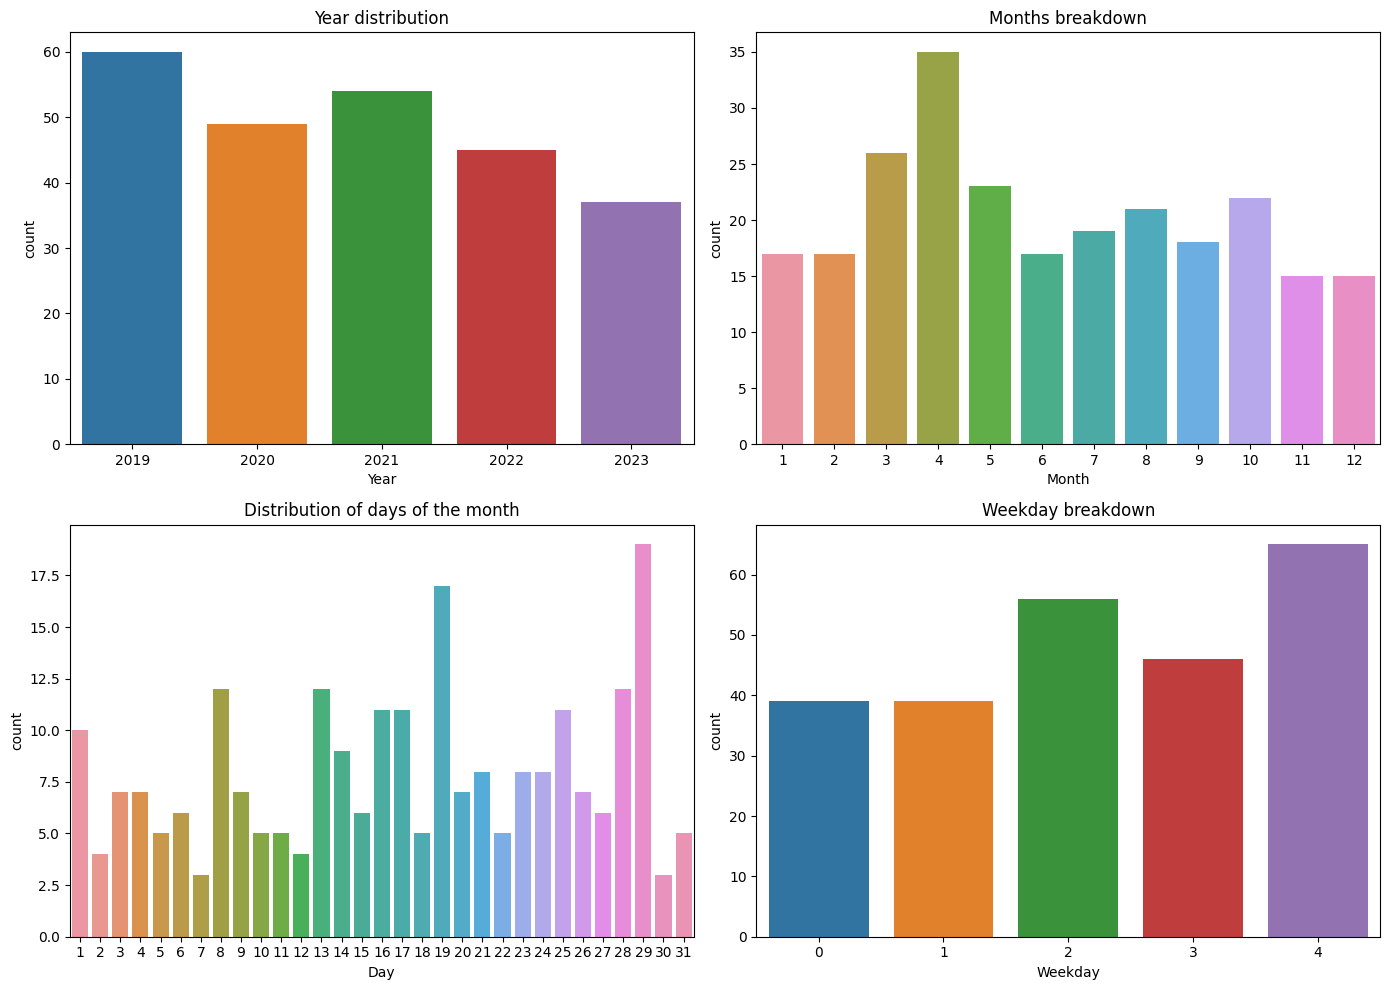 Year distribution
60
50
40
30
20
10
0
count
2019 2020 2021 2022 2023
Year
Months breakdown
35
30
25
20
15
10
5
0
count
1 2 3 4 5 6 7 8 9 10 11 12
Month
Distribution of days of the month
17.5
15.0
12.5
10.0
7.5
5.0
2.5
0.0
count
1 2 3 4 5 6 7 8 9 10 11 12 13 14 15 16 17 18 19 20 21 22 23 24 25 26 27 28 29 30 31
Day
Weekday breakdown
60
50
40
30
20
10
0
count
0 1 2 3 4
Weekday